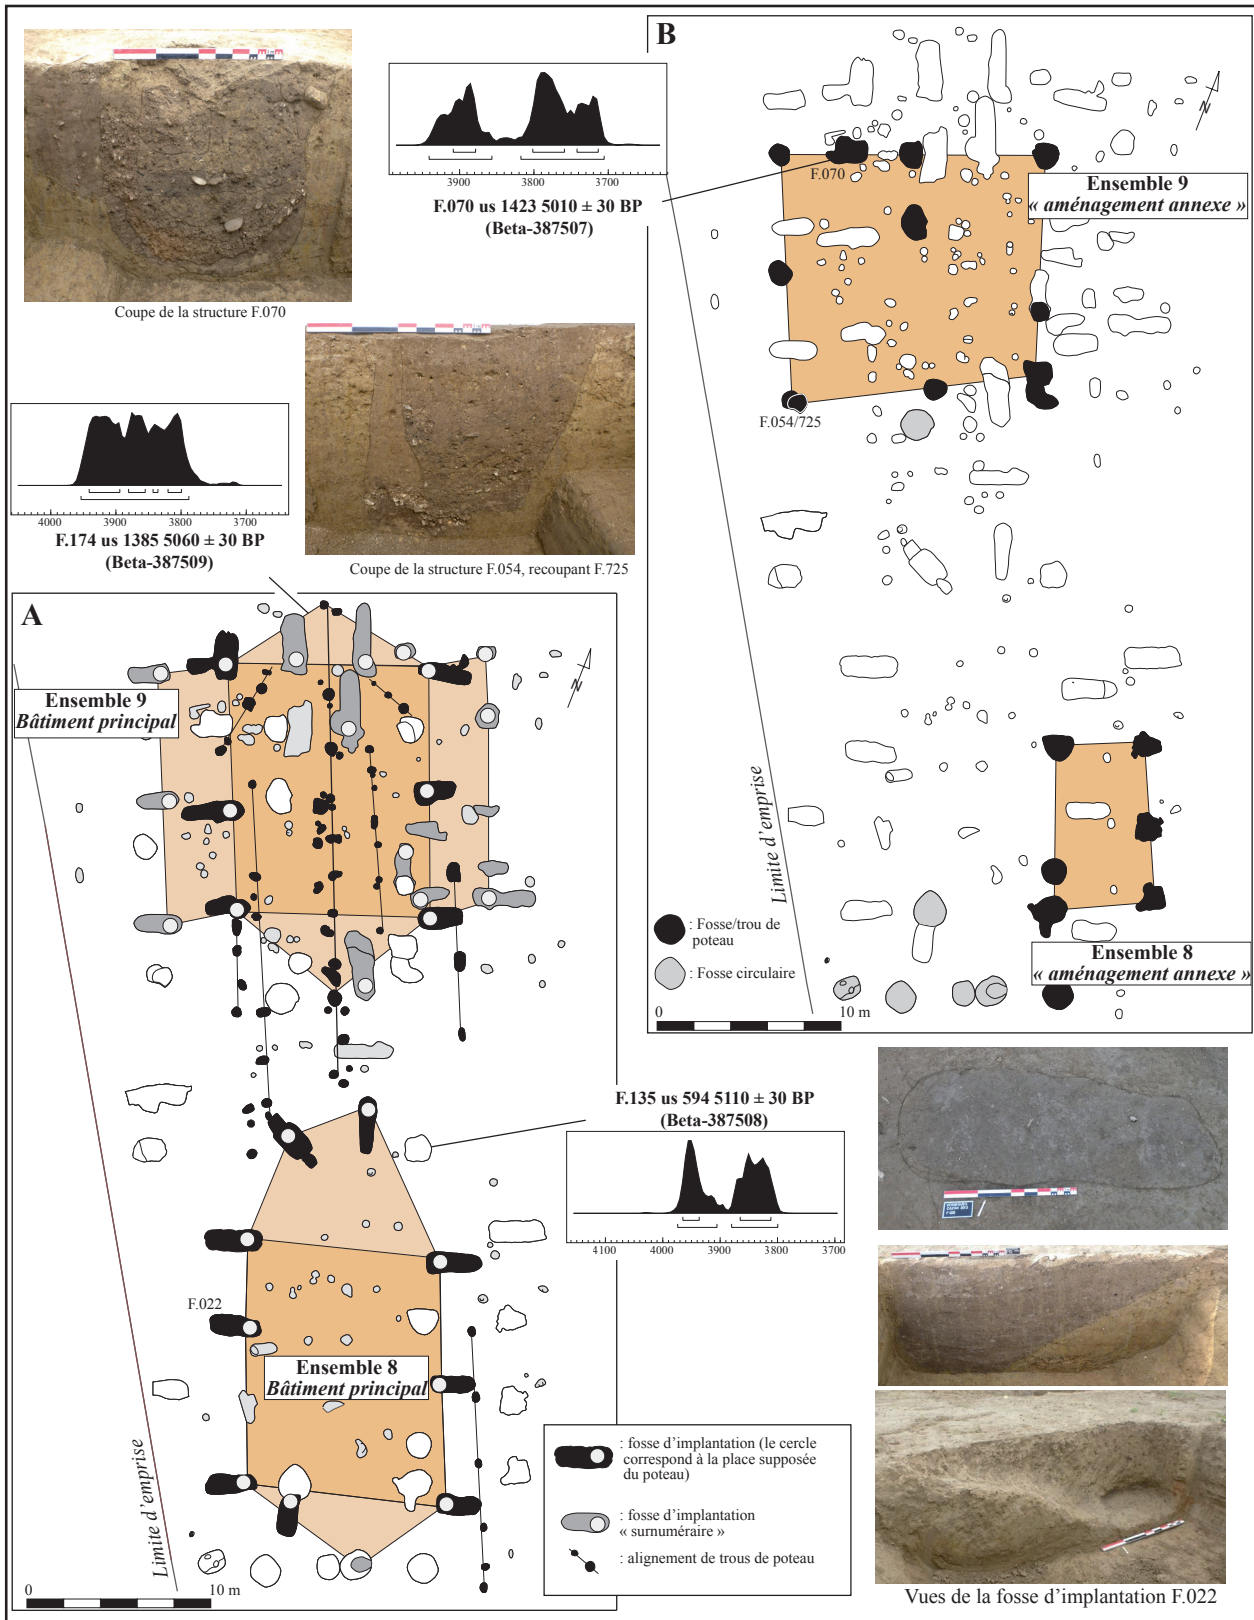 B
N
3900
3800
3700
F.070 us 1423 5010 ± 30 BP
(Beta-387507)
F.070
Ensemble 9
« aménagement annexe »
Coupe de la structure F.070
F.054/725
4000
3900
3800
3700
F.174 us 1385 5060 ± 30 BP
(Beta-387509)
Coupe de la structure F.054, recoupant F.725
A
N
Ensemble 9
Bâtiment principal
Limite d'emprise
: Fosse/trou de
poteau
: Fosse circulaire
Ensemble 8
« aménagement annexe »
0
10 m
F.135 us 594 5110 ± 30 BP
(Beta-387508)
4100
4000
3900
3800
3700
F.022
Ensemble 8
Bâtiment principal
Limite d'emprise
: fosse d'implantation (le cercle
correspond à la place supposée
du poteau)
: fosse d'implantation
« surnuméraire »
: alignement de trous de poteau
0
10 m
Vues de la fosse d'implantation F.022